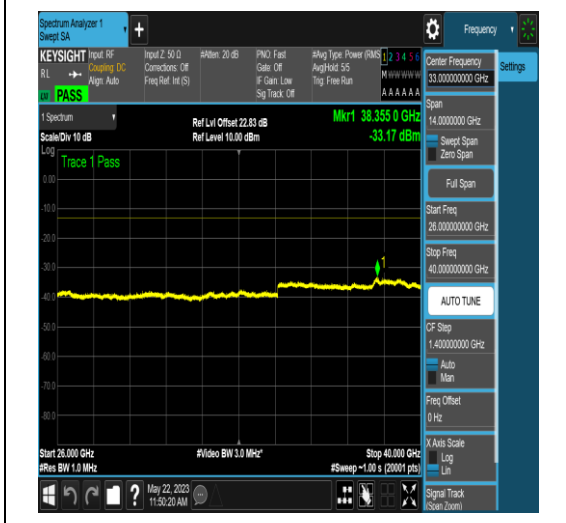 Spectrum Analyzer 1
Swept SA
+
Frequency
KEYSIGHT
RL
PASS
Input: RF
Coupling: DC
Align: Auto
Input Z: 50 Ω
Corrections: Off
Freq Ref: Int (S)
#Atten: 20 dB
PNO: Fast
Gate: Off
IF Gain: Low
Sig Track: Off
#Avg Type: Power (RMS
Avg|Hold: 5/5
Trig: Free Run
1 2 3 4 5 6
M W W W W W
A A A A A A
Settings
Center Frequency
33.000000000 GHz
Span
14.0000000 GHz
Swept Span
Zero Span
Full Span
Start Freq
26.000000000 GHz
Stop Freq
40.000000000 GHz
AUTO TUNE
CF Step
1.400000000 GHz
Auto
Man
Freq Offset
0 Hz
X Axis Scale
Log
Lin
Signal Track
(Span Zoom)
1 Spectrum
Scale/Div 10 dB
Ref Lvl Offset 22.83 dB
Ref Level 10.00 dBm
Mkr1 38.355 0 GHz
-33.17 dBm
Log
Trace 1 Pass
0.00
-10.0
-20.0
-30.0
-40.0
-50.0
-60.0
-70.0
-80.0
1
Start 26.000 GHz
#Res BW 1.0 MHz
#Video BW 3.0 MHz*
Stop 40.000 GHz
#Sweep ~1.00 s (20001 pts)
?
May 22, 2023
11:50:20 AM